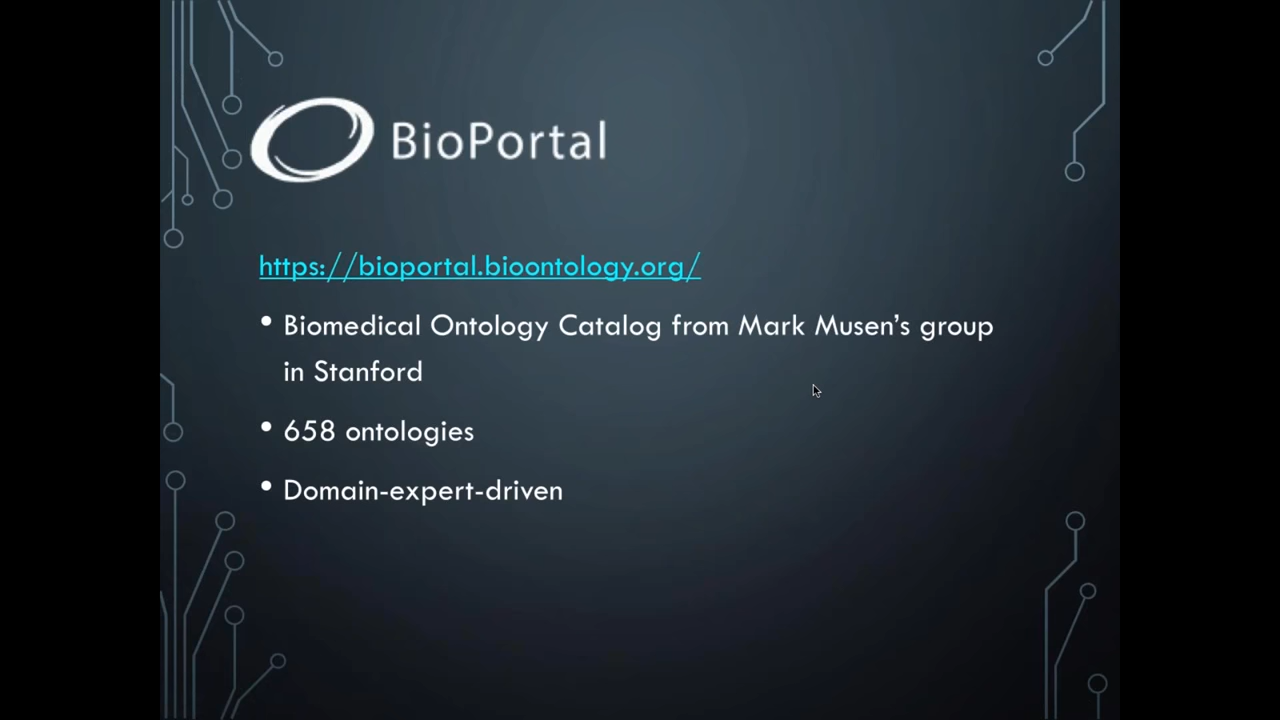 BioPortal
https://bioportal.bioontology.org/
• Biomedical Ontology Catalog from Mark Musen’s group
in Stanford
• 658 ontologies
• Domain-expert-driven